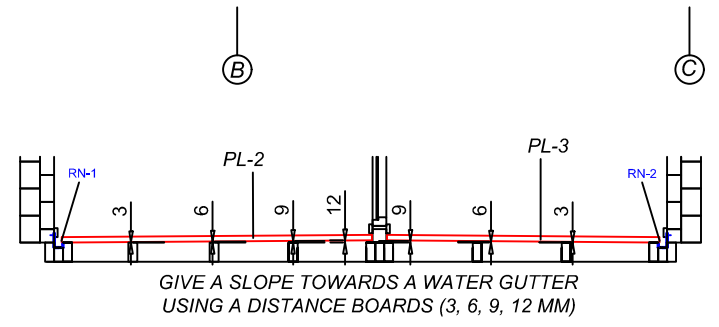 B
C
PL-2
PL-3
RN-1
RN-2
3
6
9
12
9
6
3
GIVE A SLOPE TOWARDS A WATER GUTTER
USING A DISTANCE BOARDS (3, 6, 9, 12 MM)